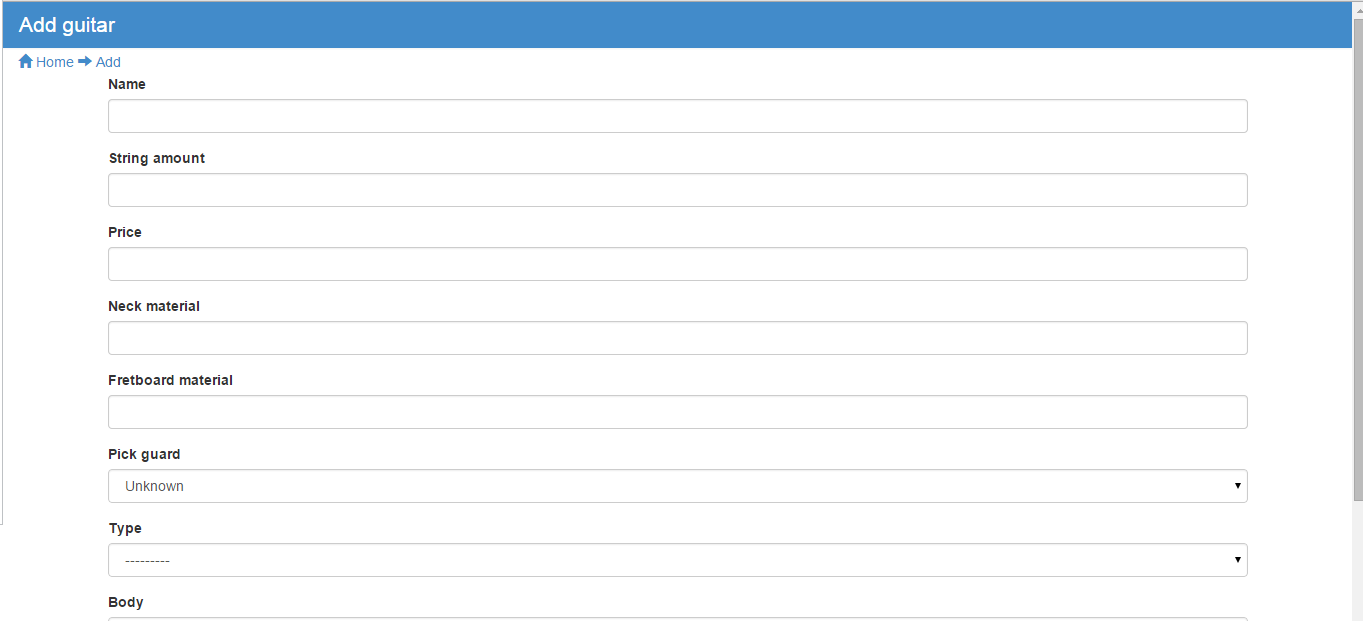 Add guitar
Home Add
Name
String amount
Price
Neck material
Fretboard material
Pick guard
Unknown
Type
---------
Body